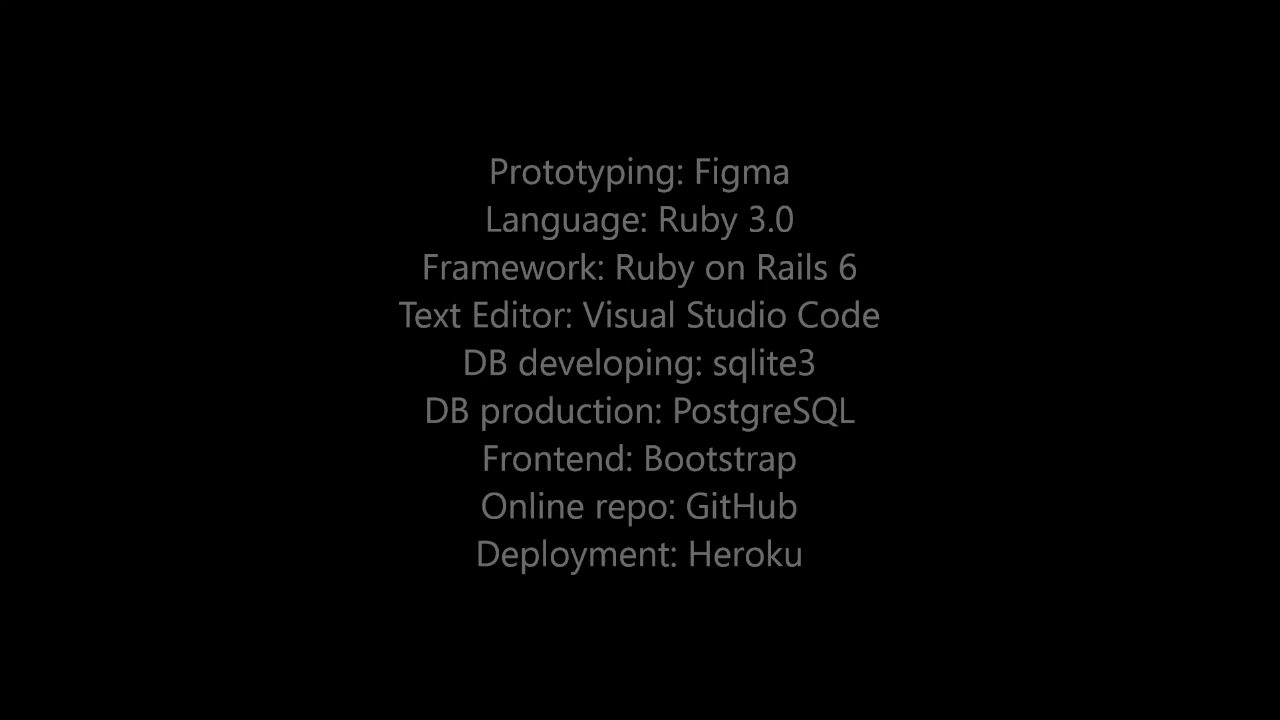 Prototyping: Figma
Language: Ruby 3.0
Framework: Ruby on Rails 6
Text Editor: Visual Studio Code
DB developing: sqlite3
DB production: PostgreSQL
Frontend: Bootstrap
Online repo: GitHub
Deployment: Heroku